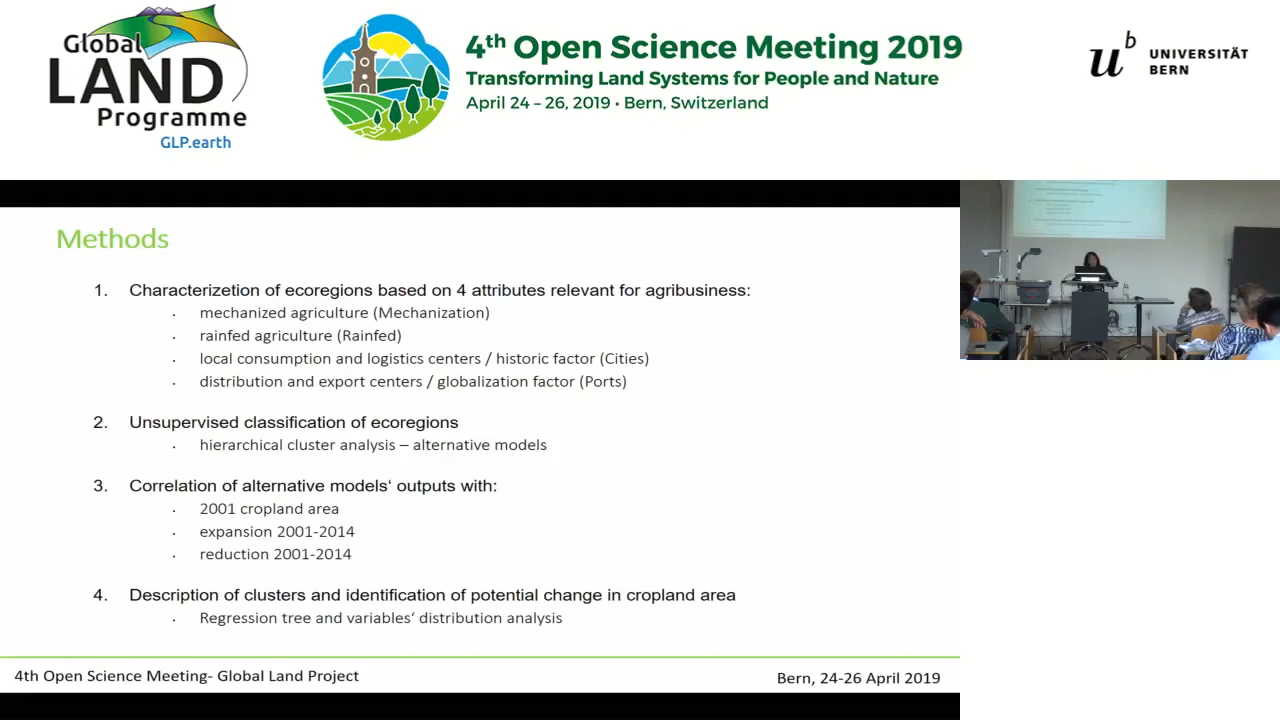 Global
LAND
Programme
GLP.earth
4th Open Science Meeting 2019
Transforming Land Systems for People and Nature
April 24 – 26, 2019 • Bern, Switzerland
u
b
UNIVERSITÄT
BERN
Methods
1. Characterizetion of ecoregions based on 4 attributes relevant for agribusiness:
· mechanized agriculture (Mechanization)
· rainfed agriculture (Rainfed)
· local consumption and logistics centers / historic factor (Cities)
· distribution and export centers / globalization factor (Ports)
2. Unsupervised classification of ecoregions
· hierarchical cluster analysis – alternative models
3. Correlation of alternative models‘ outputs with:
· 2001 cropland area
· expansion 2001-2014
· reduction 2001-2014
4. Description of clusters and identification of potential change in cropland area
· Regression tree and variables‘ distribution analysis
4th Open Science Meeting- Global Land Project
Bern, 24-26 April 2019